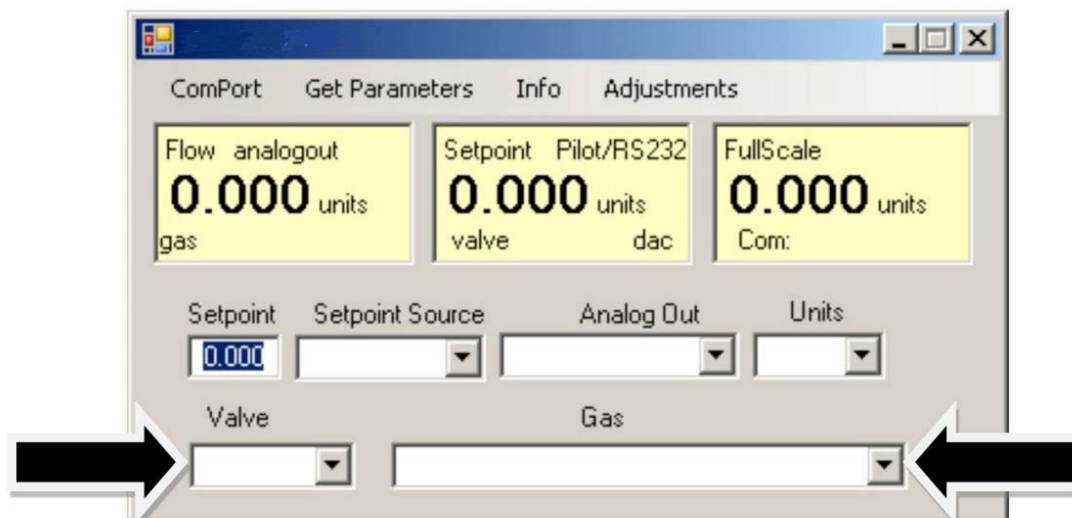 ComPort Get Parameters Info Adjustments
Flow analogout
0.000 units
gas
Setpoint Pilot/RS232
0.000 units
valve dac
FullScale
0.000 units
Com:
Setpoint Setpoint Source Analog Out Units
0.000
Valve Gas